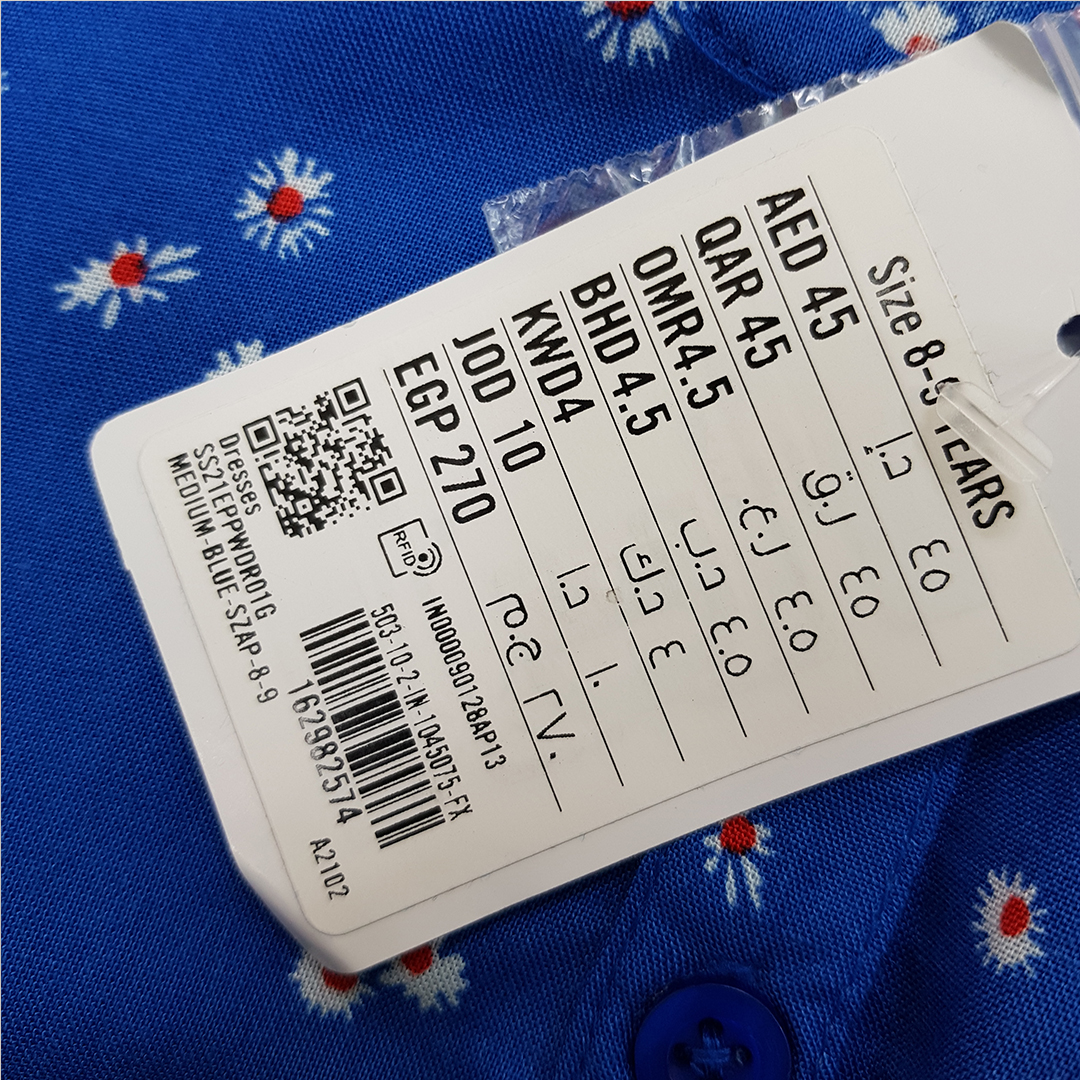 Size 8-9 YEARS
AED 45 د.إ ٤٥
QAR 45 ر.ق ٤٥
OMR4.5 ر.ع. ٤.٥
BHD 4.5 د.ب ٤.٥
KWD4 د.ك ٤
JOD 10 د.ا ١٠
EGP 270 ج.م ٢٧٠
RFID
IN000090128AP13
503-10-2-IN-1045075-FX
162982574
Dresses
SS21EPPWDR01G
MEDIUM-BLUE-SZAP-8-9
A2102